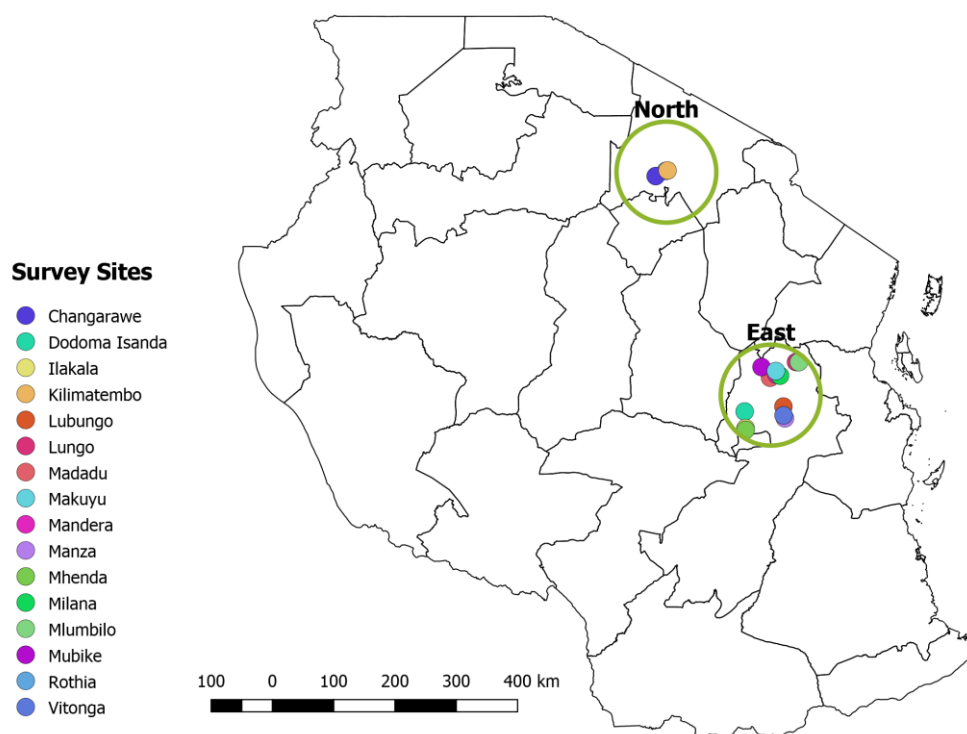 North
East
Survey Sites
Changarawe
Dodoma Isanda
Ilakala
Kilimatembo
Lubungo
Lungo
Madadu
Makuyu
Mandera
Manza
Mhenda
Milana
Mlumbilo
Mubike
Rothia
Vitonga
100 0 100 200 300 400 km